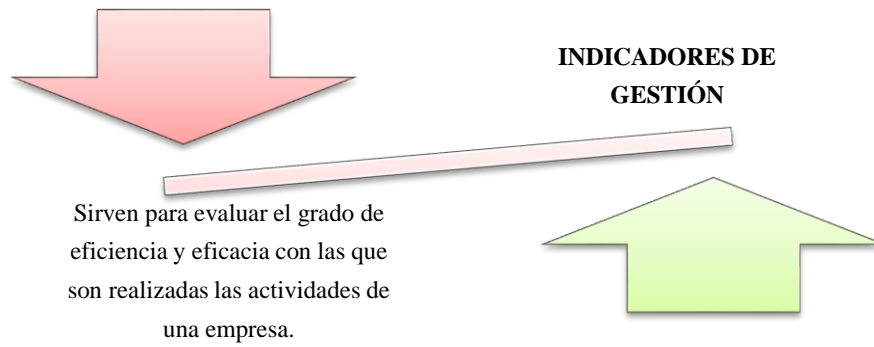 INDICADORES DE
GESTIÓN
Sirven para evaluar el grado de
eficiencia y eficacia con las que
son realizadas las actividades de
una empresa.